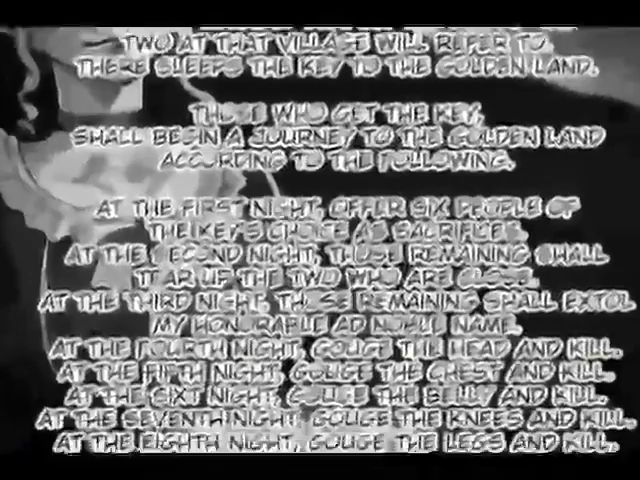 TWO AT THAT VILLAGE WILL REFER TO,
THERE SLEEPS THE KEY TO THE GOLDEN LAND.
THOSE WHO GET THE KEY,
SHALL BEGIN A JOURNEY TO THE GOLDEN LAND
ACCORDING TO THE FOLLOWING.
AT THE FIRST NIGHT, OFFER SIX PEOPLE OF
THE KEY'S CHOICE AS SACRIFICES.
AT THE SECOND NIGHT, THOSE REMAINING SHALL
TEAR UP THE TWO WHO ARE CLOSE.
AT THE THIRD NIGHT, THOSE REMAINING SHALL EXTOL
MY HONORABLE AD NOBLE NAME.
AT THE FOURTH NIGHT, GOUGE THE HEAD AND KILL.
AT THE FIFTH NIGHT, GOUGE THE CHEST AND KILL.
AT THE SIXT NIGHT, GOUGE THE BELLY AND KILL.
AT THE SEVENTH NIGHT, GOUGE THE KNEES AND KILL.
AT THE EIGHTH NIGHT, GOUGE THE LEGS AND KILL.